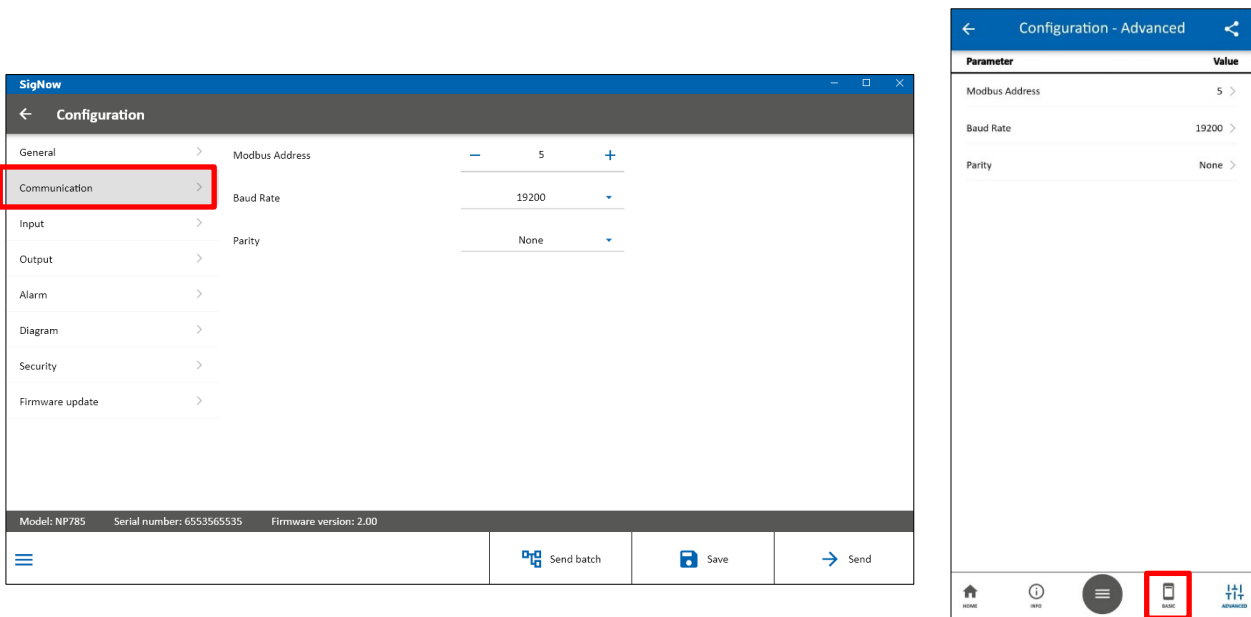 SigNow
Configuration
General
Communication
Input
Output
Alarm
Diagram
Security
Firmware update
Modbus Address 5
Baud Rate 19200
Parity None
Model: NP785 Serial number: 6553565535 Firmware version: 2.00
Send batch Save Send
Configuration - Advanced
Parameter Value
Modbus Address 5
Baud Rate 19200
Parity None
HOME INFO BASIC ADVANCED